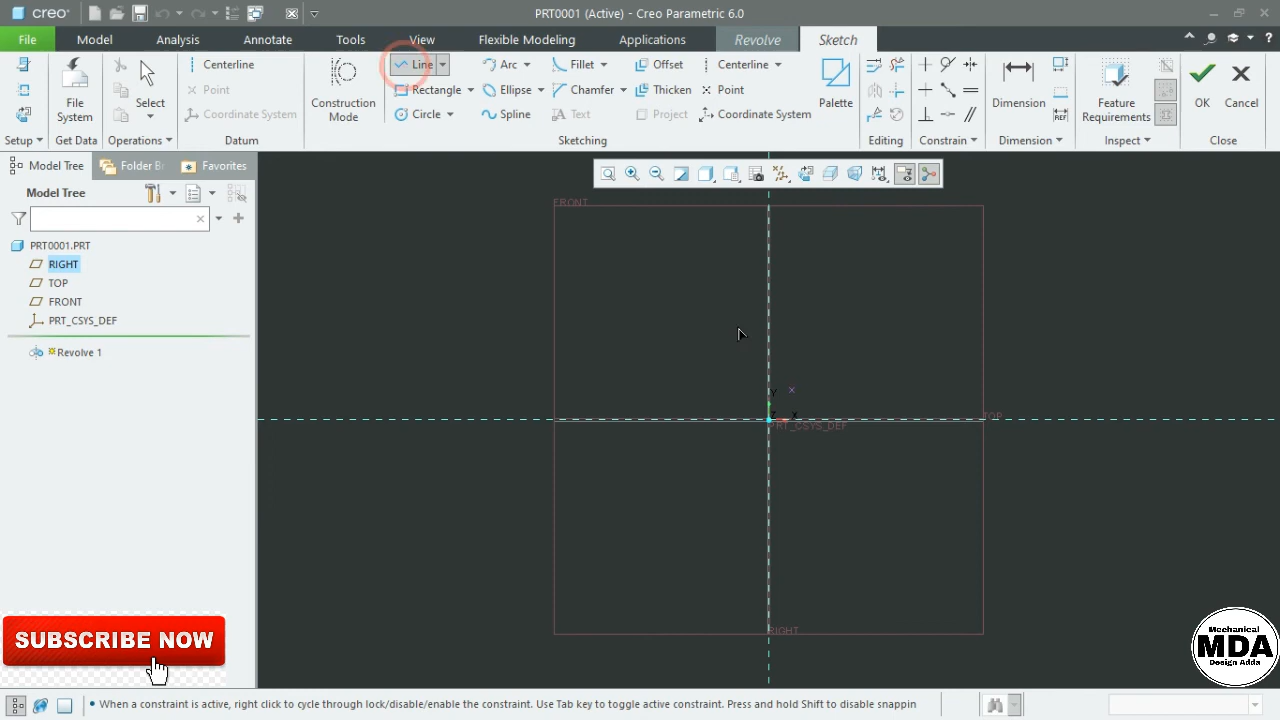 creo PRT0001 (Active) - Creo Parametric 6.0
File Model Analysis Annotate Tools View Flexible Modeling Applications Revolve Sketch
Centerline Line Arc Fillet Offset Centerline
Point Rectangle Ellipse Chamfer Thicken Point
Coordinate System Circle Spline Text Project Coordinate System
File System Select Construction Mode Palette Dimension Feature Requirements OK Cancel
Setup Get Data Operations Datum Sketching Editing Constrain Dimension Inspect Close
REF
Model Tree Folder B Favorites
Model Tree
PRT0001.PRT
RIGHT
TOP
FRONT
PRT_CSYS_DEF
Revolve 1
FRONT
Y
Z X TOP
PRT_CSYS_DEF
RIGHT
SUBSCRIBE NOW
Mechanical
MDA
Design Adda
• When a constraint is active, right click to cycle through lock/disable/enable the constraint. Use Tab key to toggle active constraint. Press and hold Shift to disable snappin